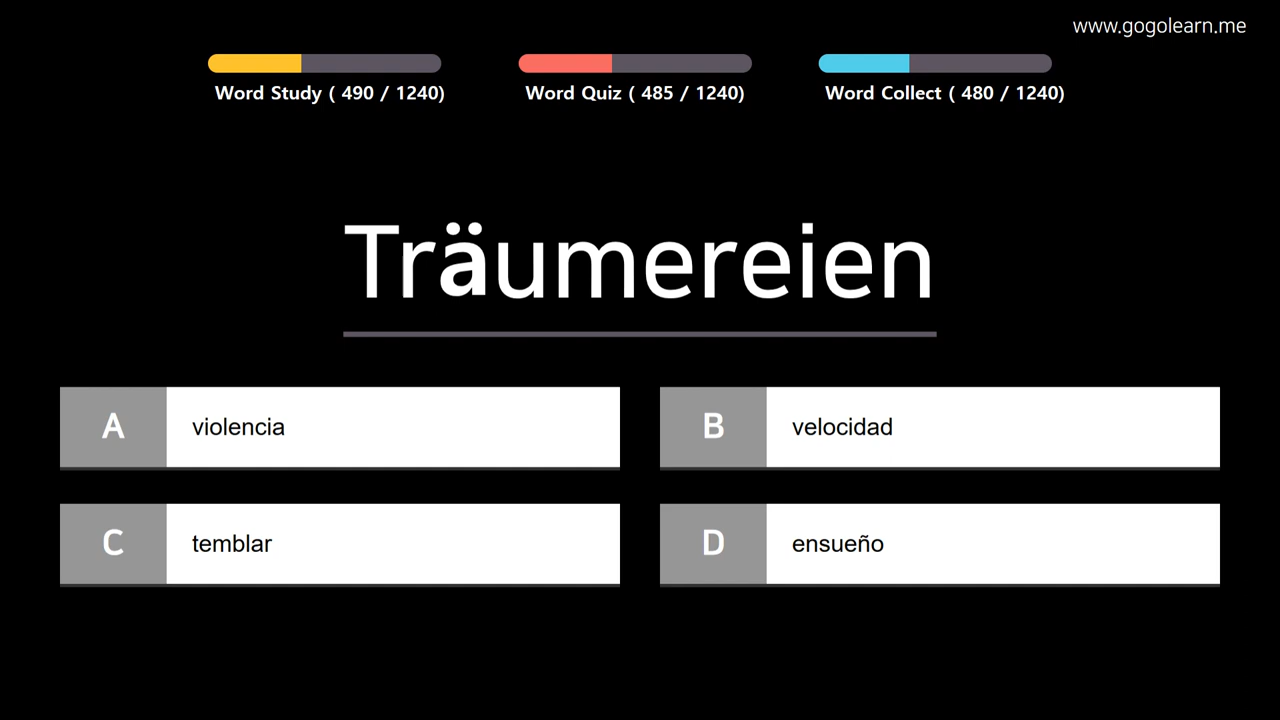 www.gogolearn.me
Word Study ( 490 / 1240)
Word Quiz ( 485 / 1240)
Word Collect ( 480 / 1240)
Träumereien
A violencia
B velocidad
C temblar
D ensueño